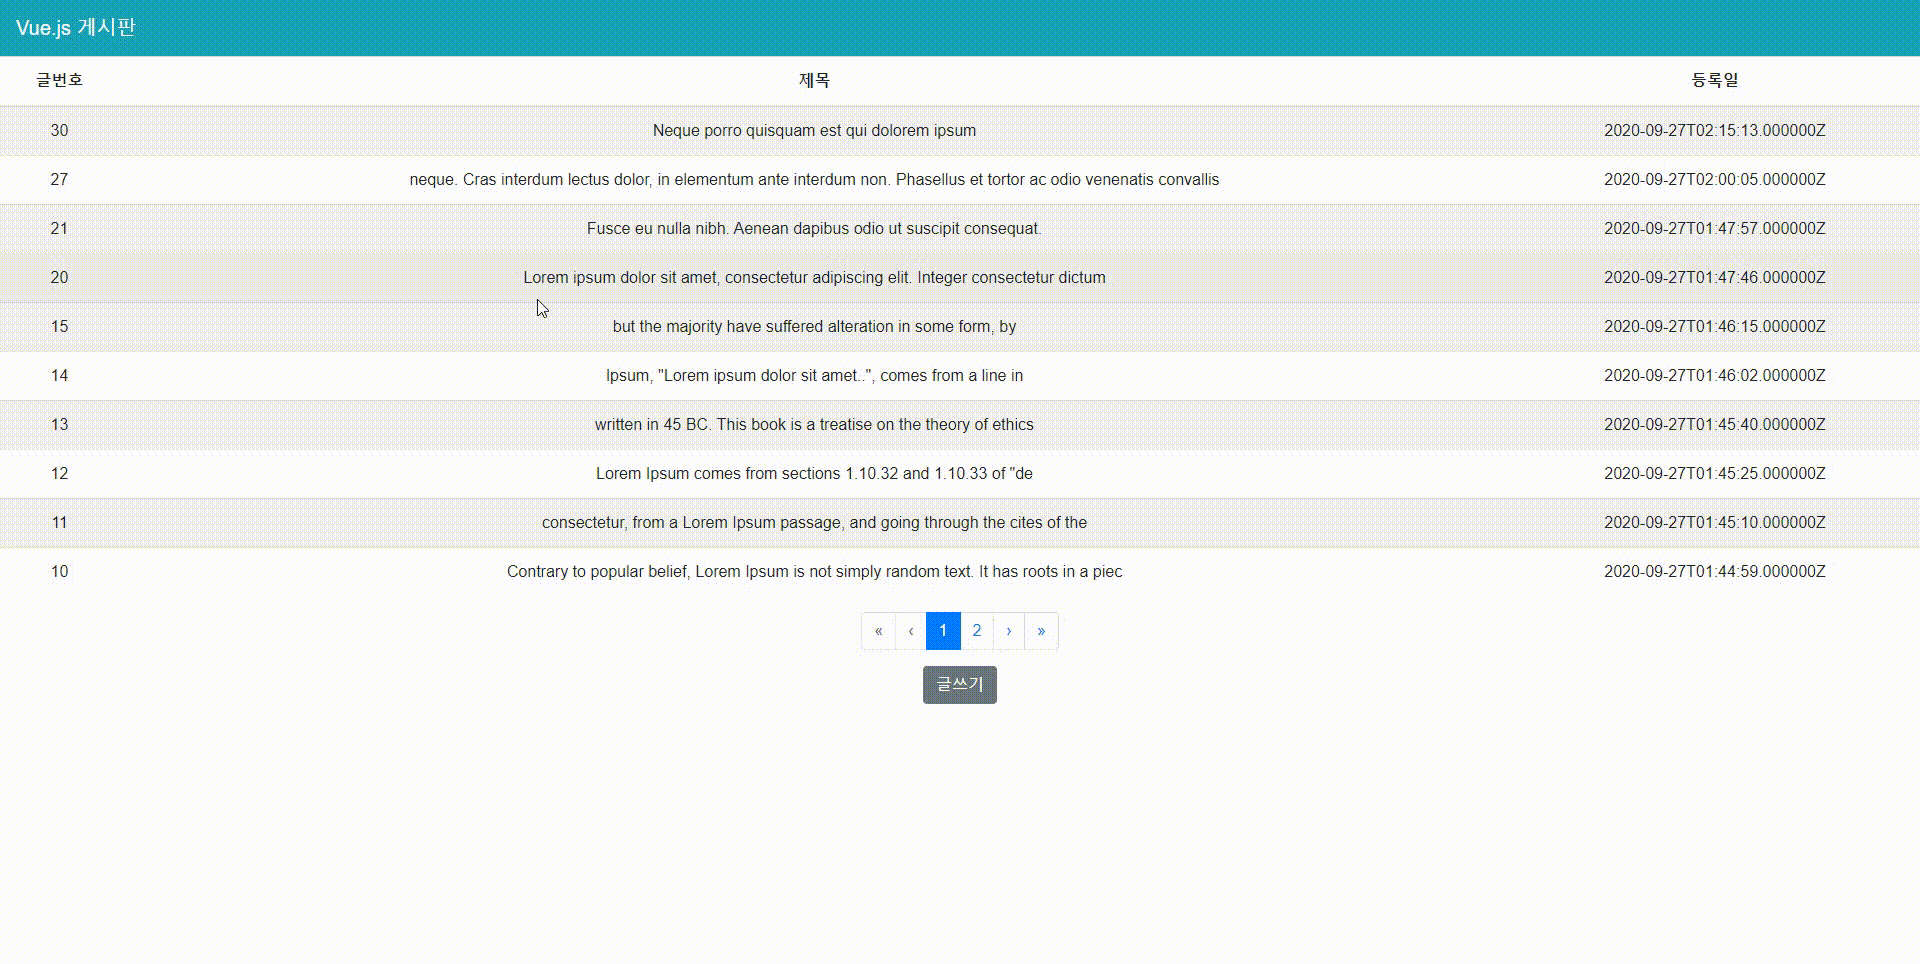 Vue.js 게시판
글번호 제목 등록일
30 Neque porro quisquam est qui dolorem ipsum 2020-09-27T02:15:13.000000Z
27 neque. Cras interdum lectus dolor, in elementum ante interdum non. Phasellus et tortor ac odio venenatis convallis 2020-09-27T02:00:05.000000Z
21 Fusce eu nulla nibh. Aenean dapibus odio ut suscipit consequat. 2020-09-27T01:47:57.000000Z
20 Lorem ipsum dolor sit amet, consectetur adipiscing elit. Integer consectetur dictum 2020-09-27T01:47:46.000000Z
15 but the majority have suffered alteration in some form, by 2020-09-27T01:46:15.000000Z
14 Ipsum, "Lorem ipsum dolor sit amet..", comes from a line in 2020-09-27T01:46:02.000000Z
13 written in 45 BC. This book is a treatise on the theory of ethics 2020-09-27T01:45:40.000000Z
12 Lorem Ipsum comes from sections 1.10.32 and 1.10.33 of "de 2020-09-27T01:45:25.000000Z
11 consectetur, from a Lorem Ipsum passage, and going through the cites of the 2020-09-27T01:45:10.000000Z
10 Contrary to popular belief, Lorem Ipsum is not simply random text. It has roots in a piec 2020-09-27T01:44:59.000000Z
« ‹ 1 2 › »
글쓰기